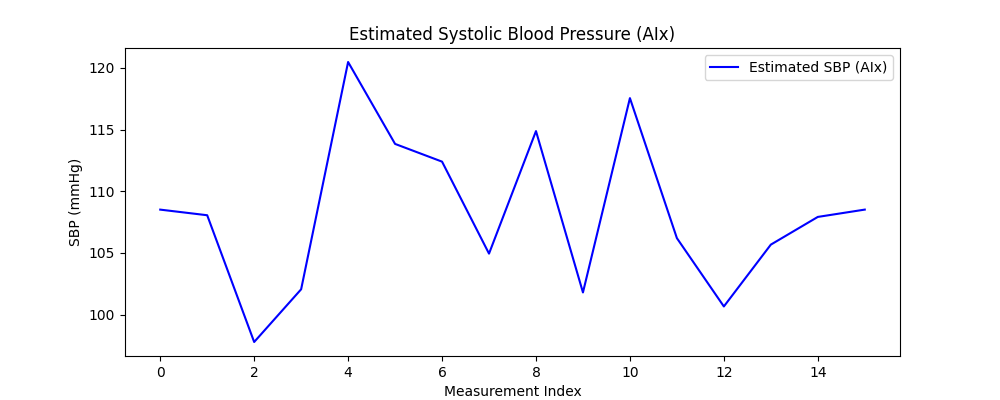 Estimated Systolic Blood Pressure (AIx)
Estimated SBP (AIx)
SBP (mmHg)
120
115
110
105
100
0 2 4 6 8 10 12 14
Measurement Index